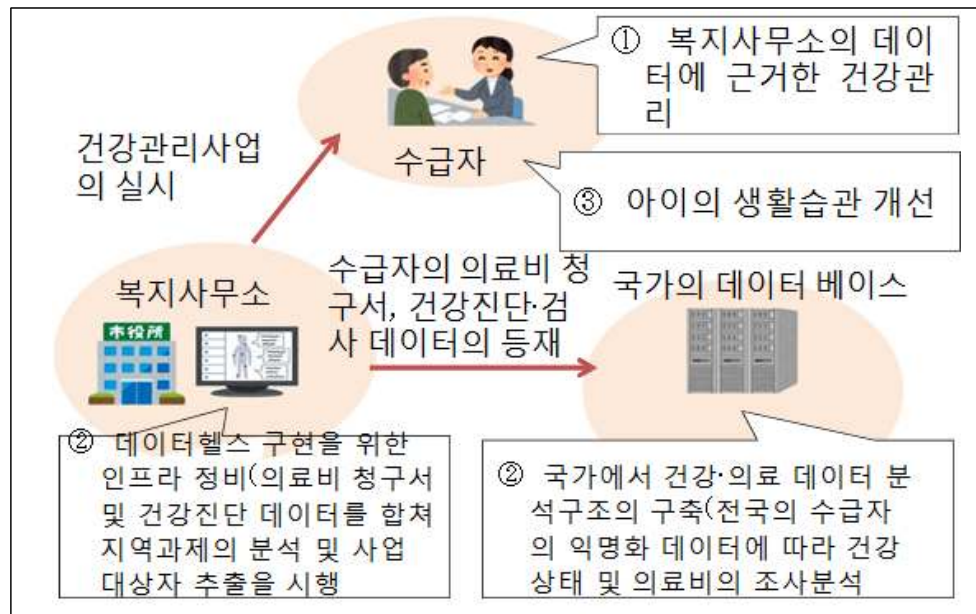 ① 복지사무소의 데이
터에 근거한 건강관
리
건강관리사업
의 실시
수급자
③ 아이의 생활습관 개선
복지사무소
市役所
수급자의 의료비 청
구서, 건강진단·검
사 데이터의 등재
국가의 데이터 베이스
② 데이터헬스 구현을 위한
인프라 정비(의료비 청구서
및 건강진단 데이터를 합쳐
지역과제의 분석 및 사업
대상자 추출을 시행
② 국가에서 건강·의료 데이터 분
석구조의 구축(전국의 수급자
의 익명화 데이터에 따라 건강
상태 및 의료비의 조사분석